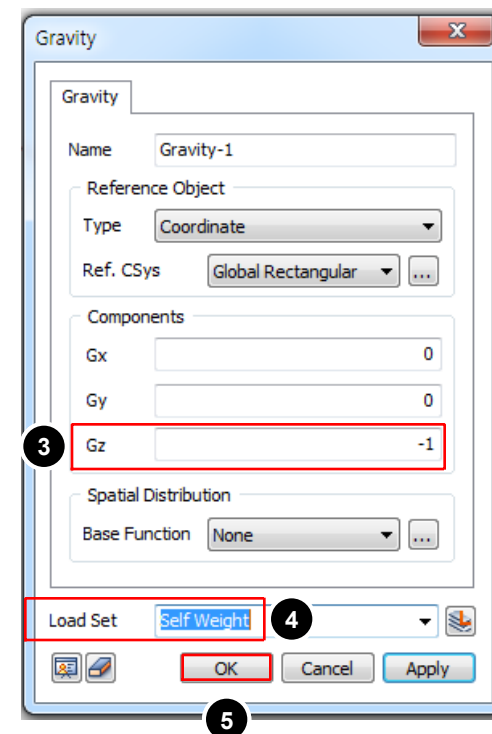 Gravity
Gravity
Name Gravity-1
Reference Object
Type Coordinate
Ref. CSys Global Rectangular ...
Components
Gx 0
Gy 0
3 Gz -1
Spatial Distribution
Base Function None ...
Load Set Self Weight 4
OK Cancel Apply
5